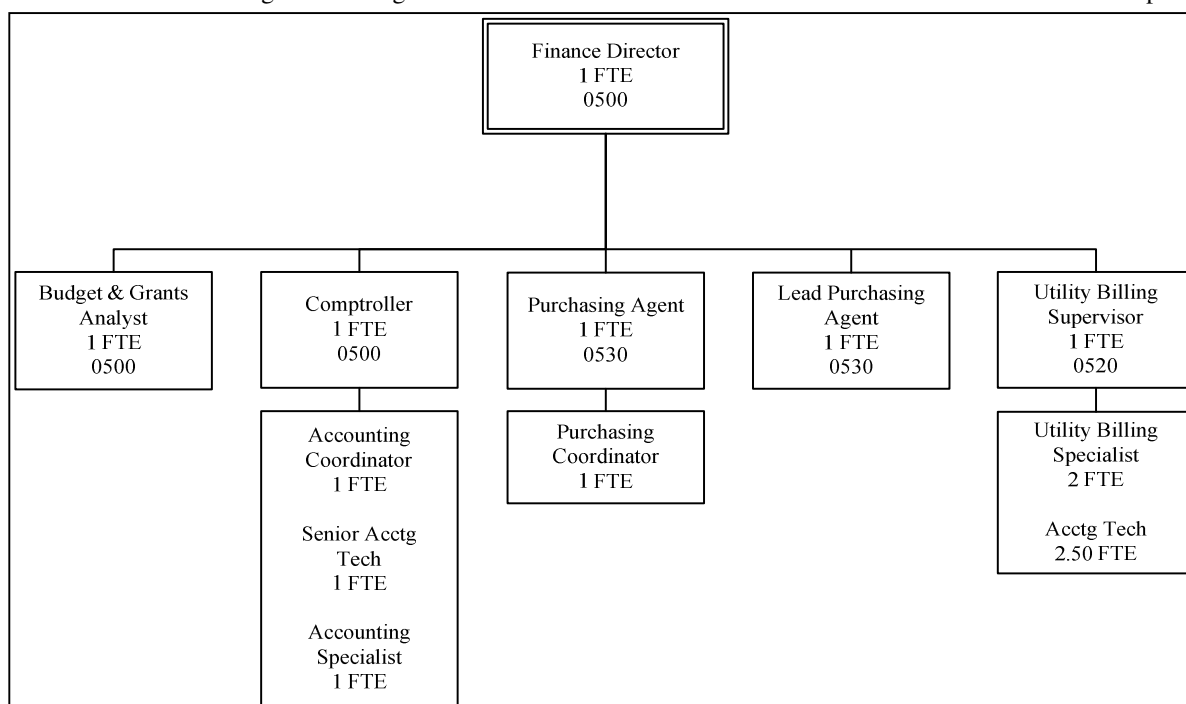 Finance Director
1 FTE
0500
Budget & Grants
Analyst
1 FTE
0500
Comptroller
1 FTE
0500
Purchasing Agent
1 FTE
0530
Lead Purchasing
Agent
1 FTE
0530
Utility Billing
Supervisor
1 FTE
0520
Accounting
Coordinator
1 FTE
Senior Acctg
Tech
1 FTE
Accounting
Specialist
1 FTE
Purchasing
Coordinator
1 FTE
Utility Billing
Specialist
2 FTE
Acctg Tech
2.50 FTE